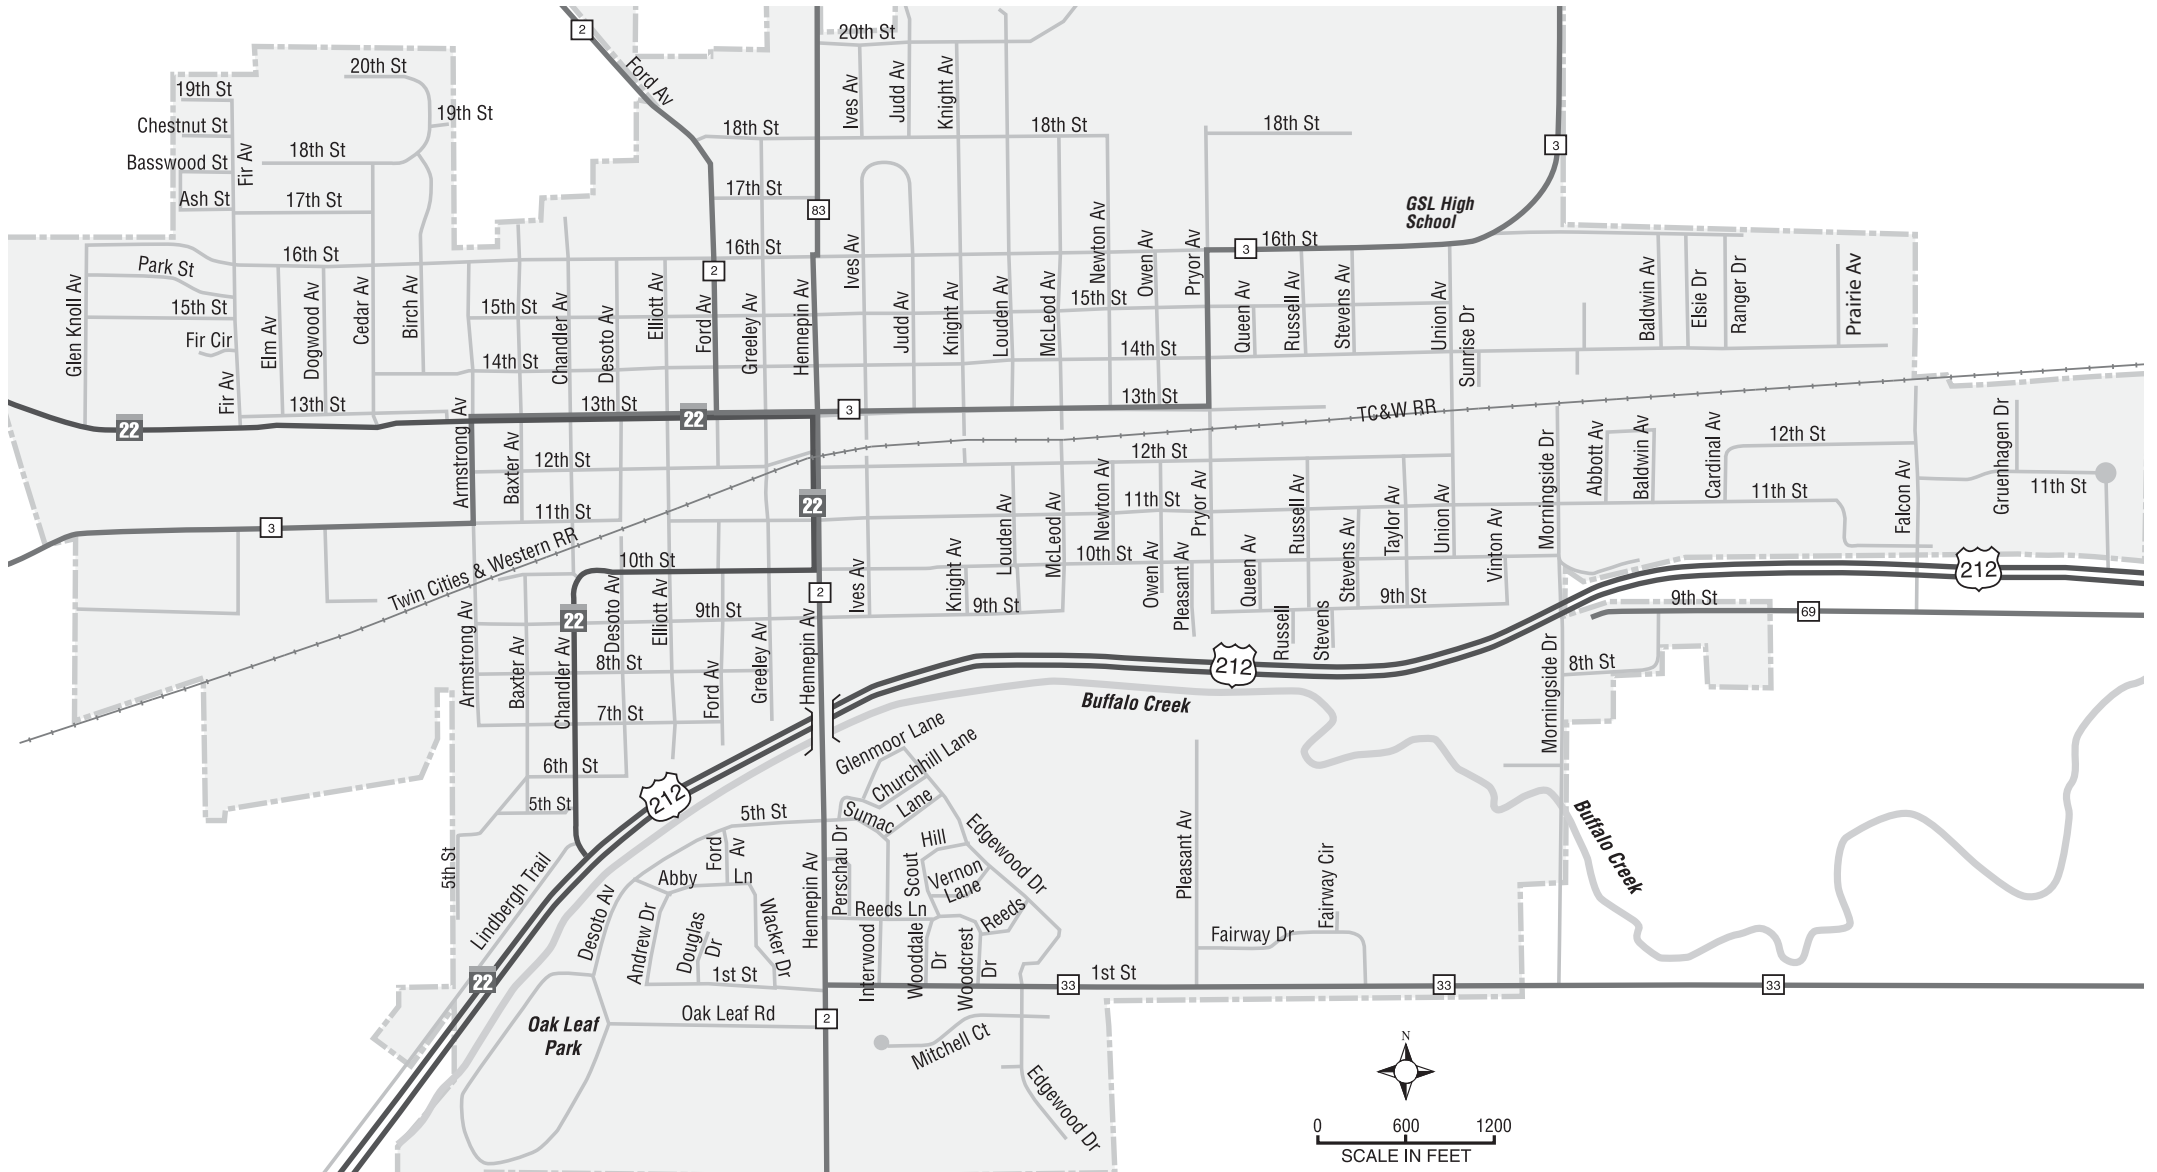 2
20th St
Ford Av
20th St
19th St
19th St
Chestnut St
Ives Av
Judd Av
Knight Av
18th St
18th St
18th St
3
Basswood St
18th St
Fir Av
Ash St
17th St
17th St
83
GSL High
School
16th St
16th St
3
16th St
Park St
2
Ives Av
Newton Av
Owen Av
Pryor Av
Glen Knoll Av
15th St
15th St
15th St
Fir Cir
Elm Av
Dogwood Av
Cedar Av
Birch Av
14th St
Chandler Av
Desoto Av
Elliott Av
Ford Av
Greeley Av
Hennepin Av
Judd Av
Knight Av
Louden Av
McLeod Av
14th St
Queen Av
Russell Av
Stevens Av
Union Av
Sunrise Dr
Baldwin Av
Elsie Dr
Ranger Dr
Prairie Av
Fir Av
13th St
13th St
3
13th St
TC&W RR
22
22
Armstrong Av
Baxter Av
12th St
12th St
12th St
Morningside Dr
Abbott Av
Baldwin Av
Cardinal Av
Falcon Av
Gruenhagen Dr
11th St
11th St
11th St
11th St
22
3
Twin Cities & Western RR
10th St
10th St
Louden Av
McLeod Av
Newton Av
Pryor Av
Russell Av
Taylor Av
Union Av
Vinton Av
212
22
Desoto Av
Elliott Av
9th St
2
Ives Av
Knight Av
9th St
Owen Av
Pleasant Av
Queen Av
Stevens Av
9th St
9th St
69
Armstrong Av
Baxter Av
Chandler Av
8th St
Ford Av
Greeley Av
Hennepin Av
Russell
Stevens
212
Morningside Dr
8th St
7th St
Buffalo Creek
6th St
Glenmoor Lane
Churchhill Lane
212
5th St
5th St
Sumac
Lane
Edgewood Dr
Pleasant Av
Buffalo Creek
5th St
Lindbergh Trail
Ford
Av
Perschau Dr
Scout
Hill
Vernon
Lane
Fairway Cir
Abby
Ln
Desoto Av
Andrew Dr
Douglas
Dr
Wacker Dr
Hennepin Av
Reeds Ln
Reeds
Fairway Dr
Interwood
Wooddale
Dr
Woodcrest
Dr
22
1st St
33
1st St
33
33
Oak Leaf
Park
Oak Leaf Rd
2
Mitchell Ct
Edgewood Dr
N
0 600 1200
SCALE IN FEET